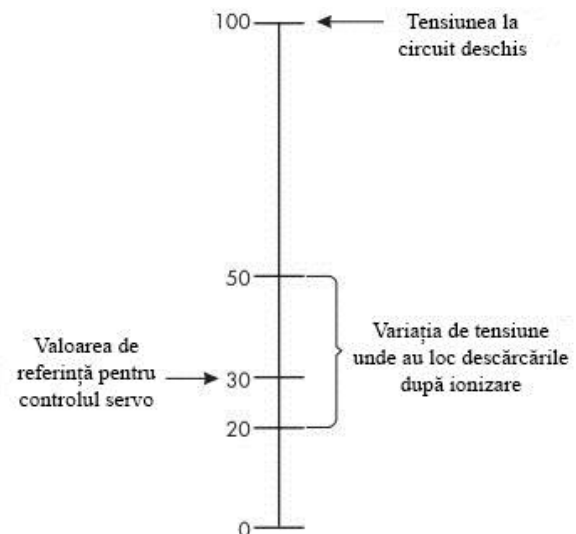 100
Tensiunea la
circuit deschis
50
Variația de tensiune
unde au loc descărcările
după ionizare
Valoarea de
referință pentru
controlul servo
30
20
0